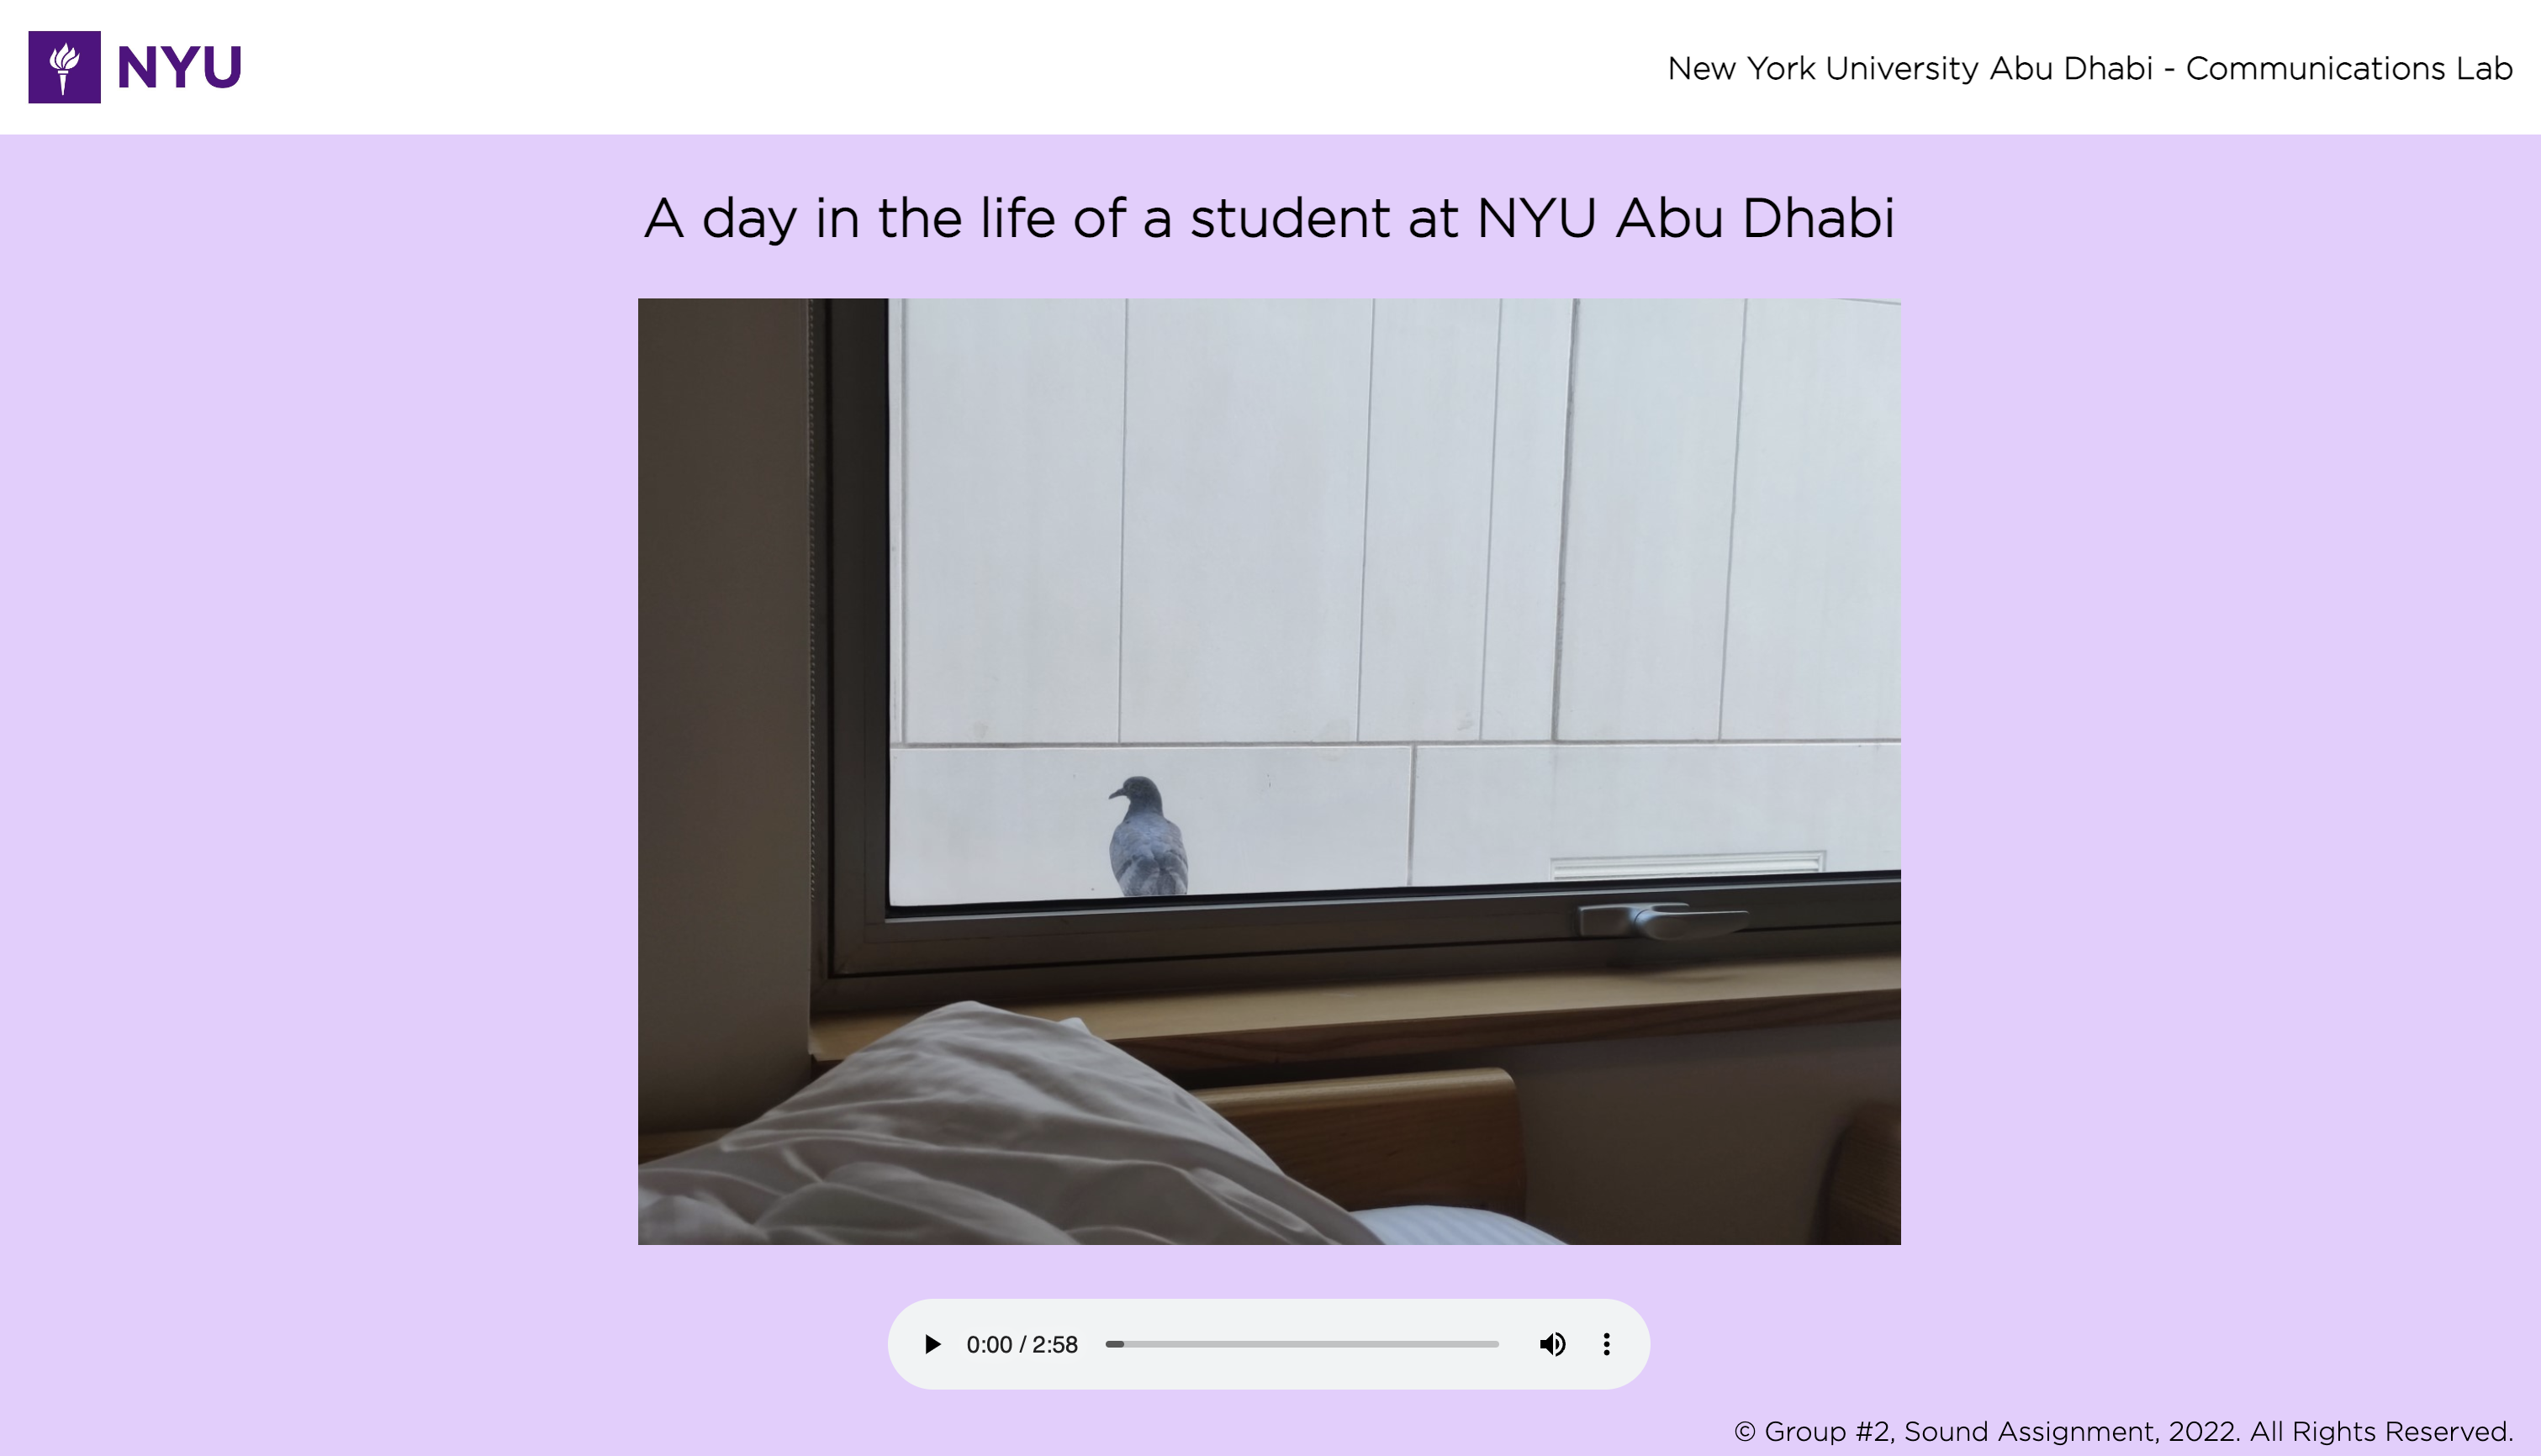 NYU
New York University Abu Dhabi - Communications Lab
A day in the life of a student at NYU Abu Dhabi
0:00 / 2:58
© Group #2, Sound Assignment, 2022. All Rights Reserved.